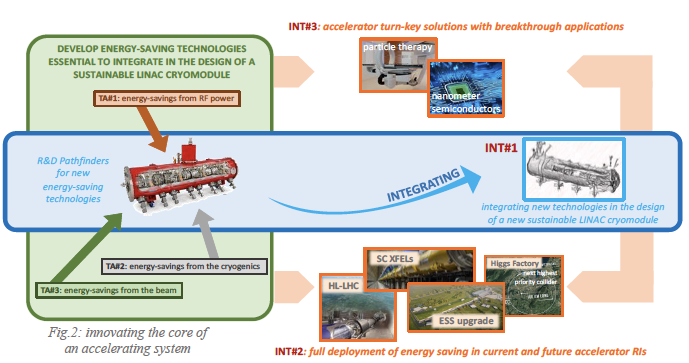 INT#3: accelerator turn-key solutions with breakthrough applications
DEVELOP ENERGY-SAVING TECHNOLOGIES
ESSENTIAL TO INTEGRATE IN THE DESIGN OF A
SUSTAINABLE LINAC CRYOMODULE
particle therapy
nanometer
semiconductors
TA#1: energy-savings from RF power
R&D Pathfinders
for new
energy-saving
technologies
INTEGRATING
INT#1
integrating new technologies in the design
of a new sustainable LINAC cryomodule
TA#2: energy-savings from the cryogenics
TA#3: energy-savings from the beam
SC XFELs
HL-LHC
Higgs Factory
next highest
priority collider
ESS upgrade
Fig.2: innovating the core of
an accelerating system
INT#2: full deployment of energy saving in current and future accelerator RIs